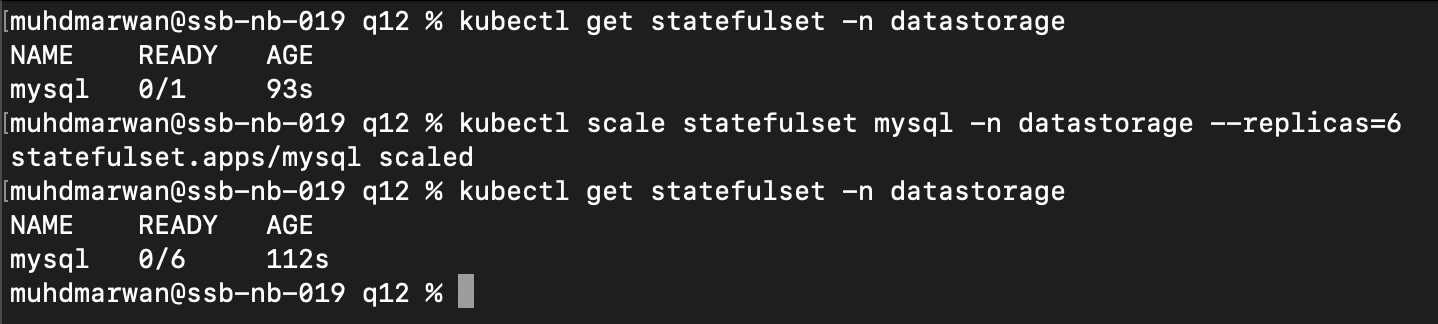 [muhdmarwan@ssb-nb-019 q12 % kubectl get statefulset -n datastorage
NAME    READY   AGE
mysql   0/1     93s
[muhdmarwan@ssb-nb-019 q12 % kubectl scale statefulset mysql -n datastorage --replicas=6
statefulset.apps/mysql scaled
[muhdmarwan@ssb-nb-019 q12 % kubectl get statefulset -n datastorage
NAME    READY   AGE
mysql   0/6     112s
muhdmarwan@ssb-nb-019 q12 %